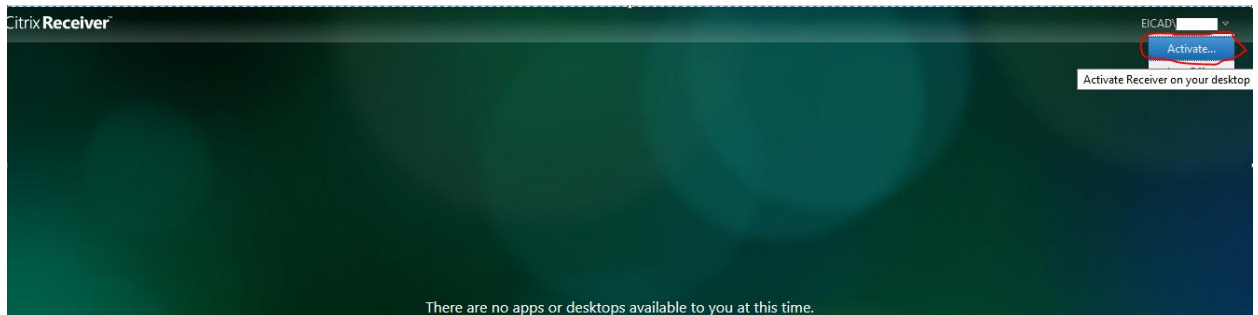 Citrix Receiver™
EICAD\
Activate...
Activate Receiver on your desktop
There are no apps or desktops available to you at this time.